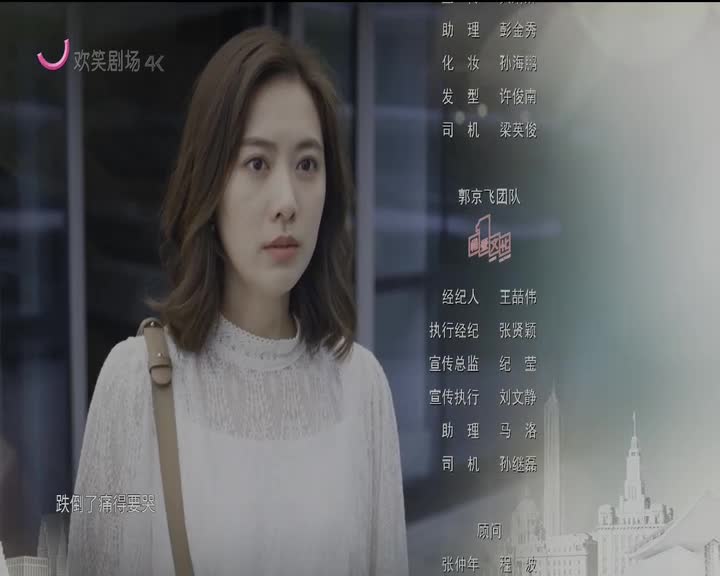 欢笑剧场4K
助 理 彭金秀
化 妆 孙海鹏
发 型 许俊南
司 机 梁英俊
郭京飞团队
经纪人 王喆伟
执行经纪 张贤颖
宣传总监 纪 莹
宣传执行 刘文静
助 理 马 洛
司 机 孙继磊
跌倒了痛得要哭
顾问
张仲年 程 波